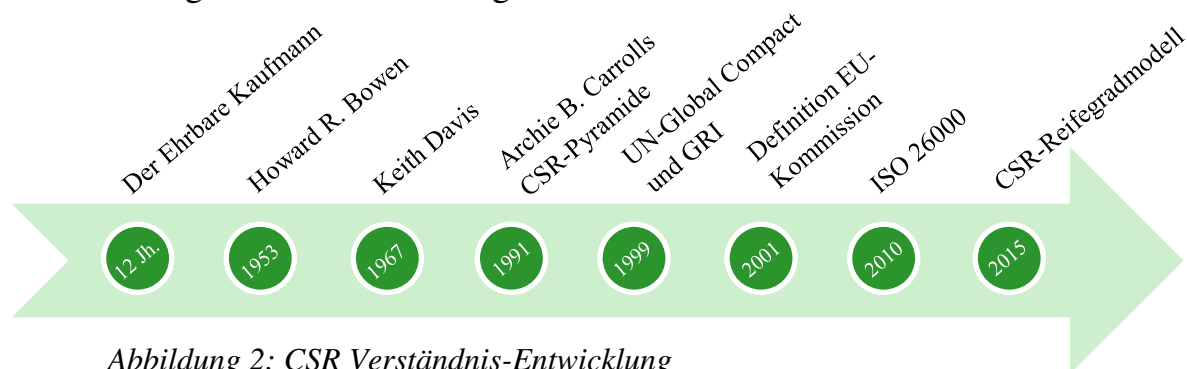 Der Ehrbare Kaufmann
Howard R. Bowen
Keith Davis
Archie B. Carrolls
CSR-Pyramide
UN-Global Compact
und GRI
Definition EU-
Kommission
ISO 26000
CSR-Reifegradmodell
12 Jh.
1953
1967
1991
1999
2001
2010
2015
Abbildung 2: CSR Verständnis-Entwicklung